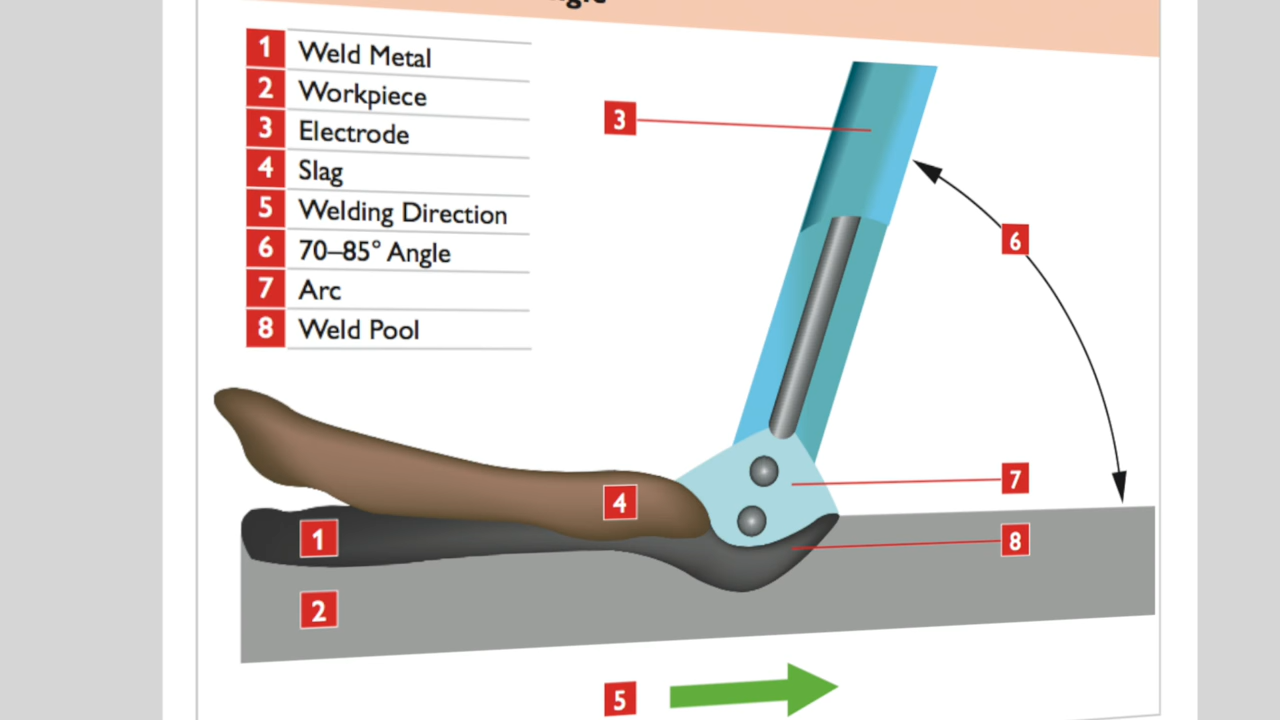 1 Weld Metal
2 Workpiece
3 Electrode
4 Slag
5 Welding Direction
6 70–85° Angle
7 Arc
8 Weld Pool
3
6
7
4
1
8
2
5